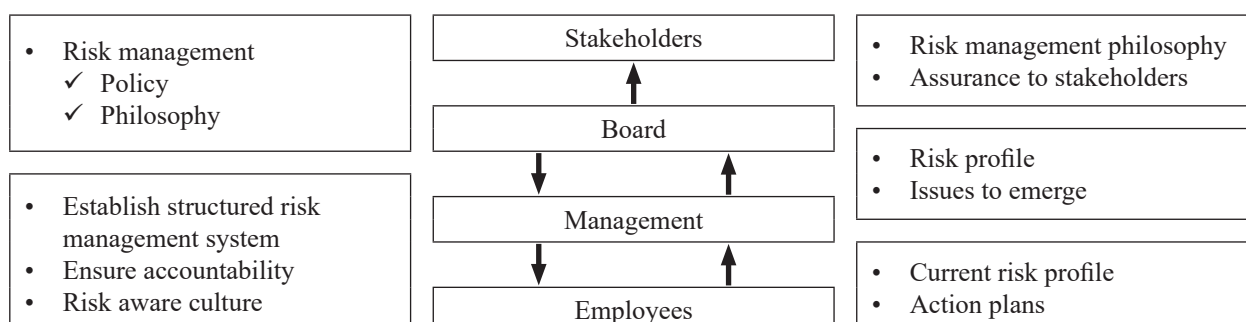 • Risk management
✓ Policy
✓ Philosophy
• Establish structured risk
management system
• Ensure accountability
• Risk aware culture
Stakeholders
Board
Management
Employees
• Risk management philosophy
• Assurance to stakeholders
• Risk profile
• Issues to emerge
• Current risk profile
• Action plans